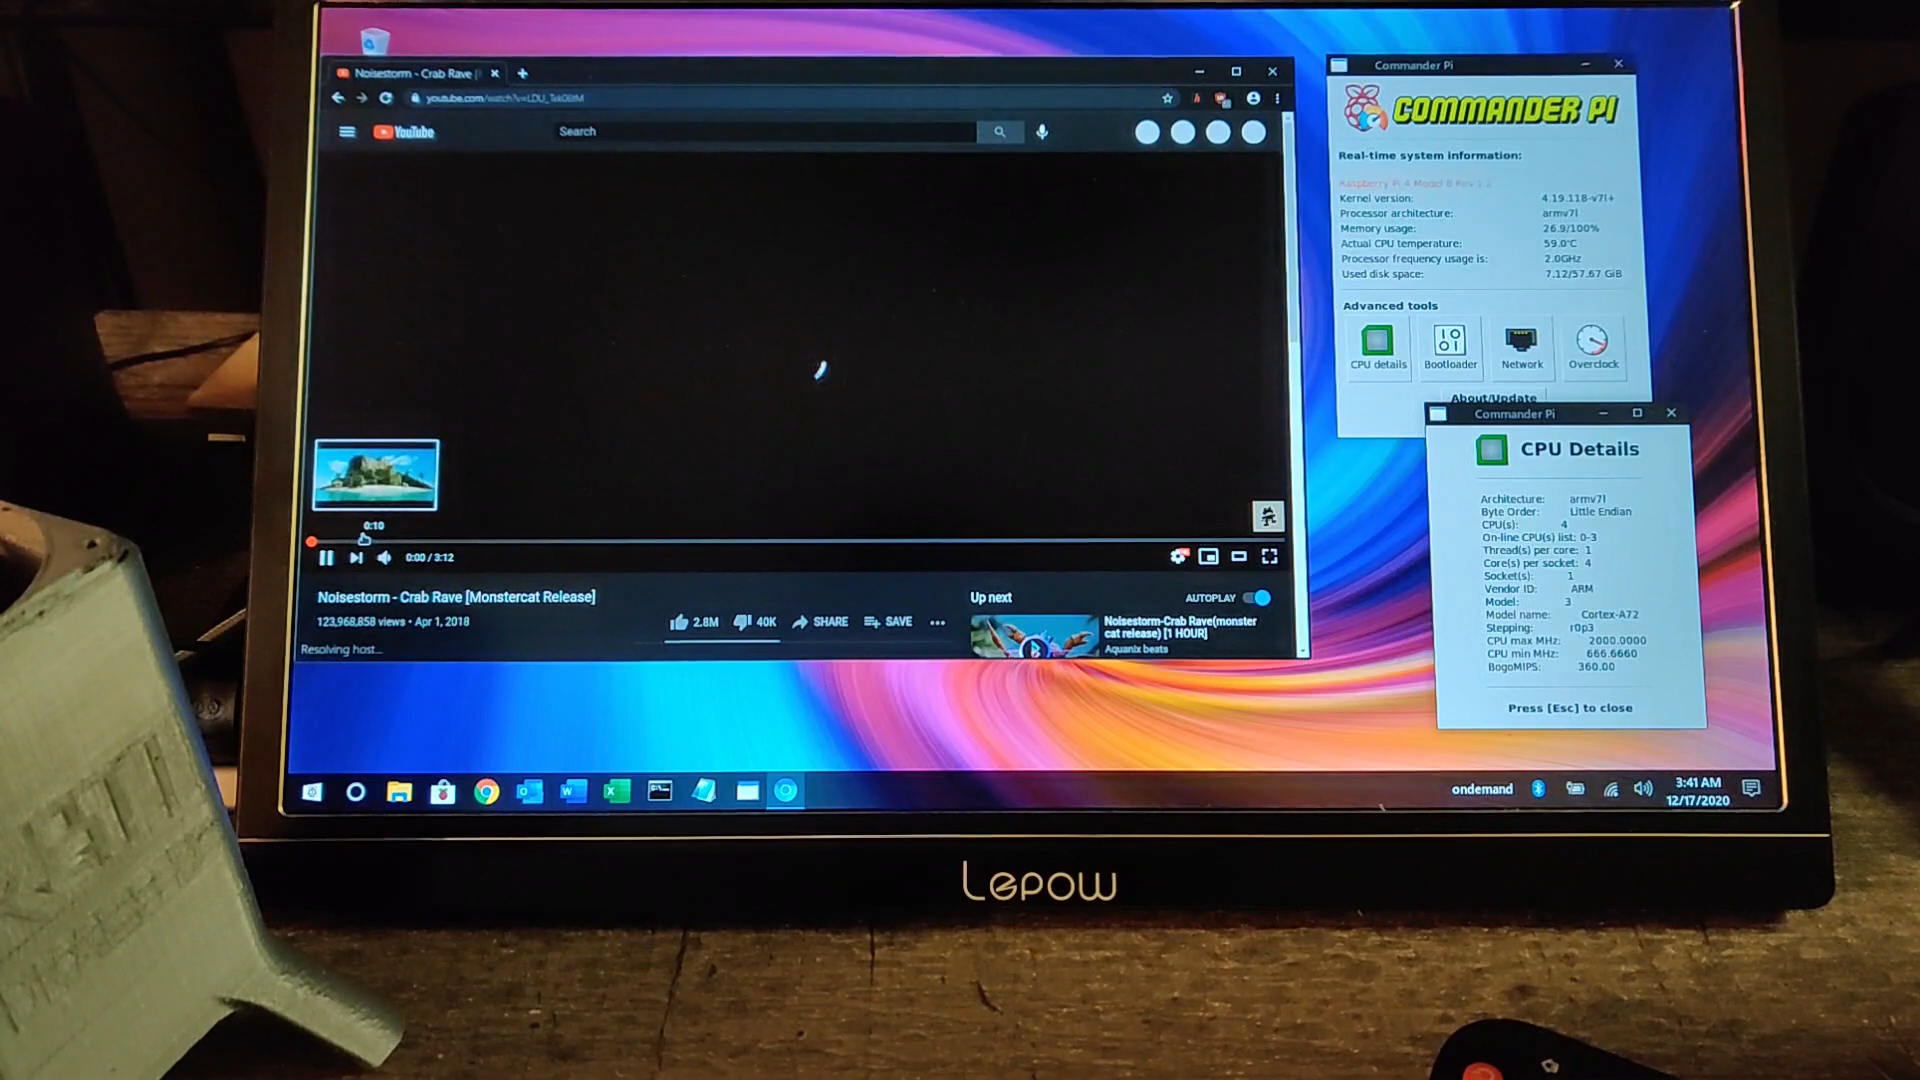 Noisestorm - Crab Rave [
youtube.com/watch?v=LDU_Txk06tM
YouTube
Search
0:10
0:00 / 3:12
Noisestorm - Crab Rave [Monstercat Release]
123,968,858 views • Apr 1, 2018
2.8M
40K
SHARE
SAVE
Resolving host...
Up next
AUTOPLAY
Noisestorm-Crab Rave(monster
cat release) [1 HOUR]
Aquanix beats
Commander Pi
COMMANDER PI
Real-time system information:
Raspberry Pi 4 Model B Rev 1.2
Kernel version: 4.19.118-v7l+
Processor architecture: armv7l
Memory usage: 26.9/100%
Actual CPU temperature: 59.0'C
Processor frequency usage is: 2.0GHz
Used disk space: 7.12/57.67 GiB
Advanced tools
CPU details
Bootloader
Network
Overclock
About/Update
Commander Pi
CPU Details
Architecture: armv7l
Byte Order: Little Endian
CPU(s): 4
On-line CPU(s) list: 0-3
Thread(s) per core: 1
Core(s) per socket: 4
Socket(s): 1
Vendor ID: ARM
Model: 3
Model name: Cortex-A72
Stepping: r0p3
CPU max MHz: 2000.0000
CPU min MHz: 666.6660
BogoMIPS: 360.00
Press [Esc] to close
ondemand
3:41 AM
12/17/2020
Lepow